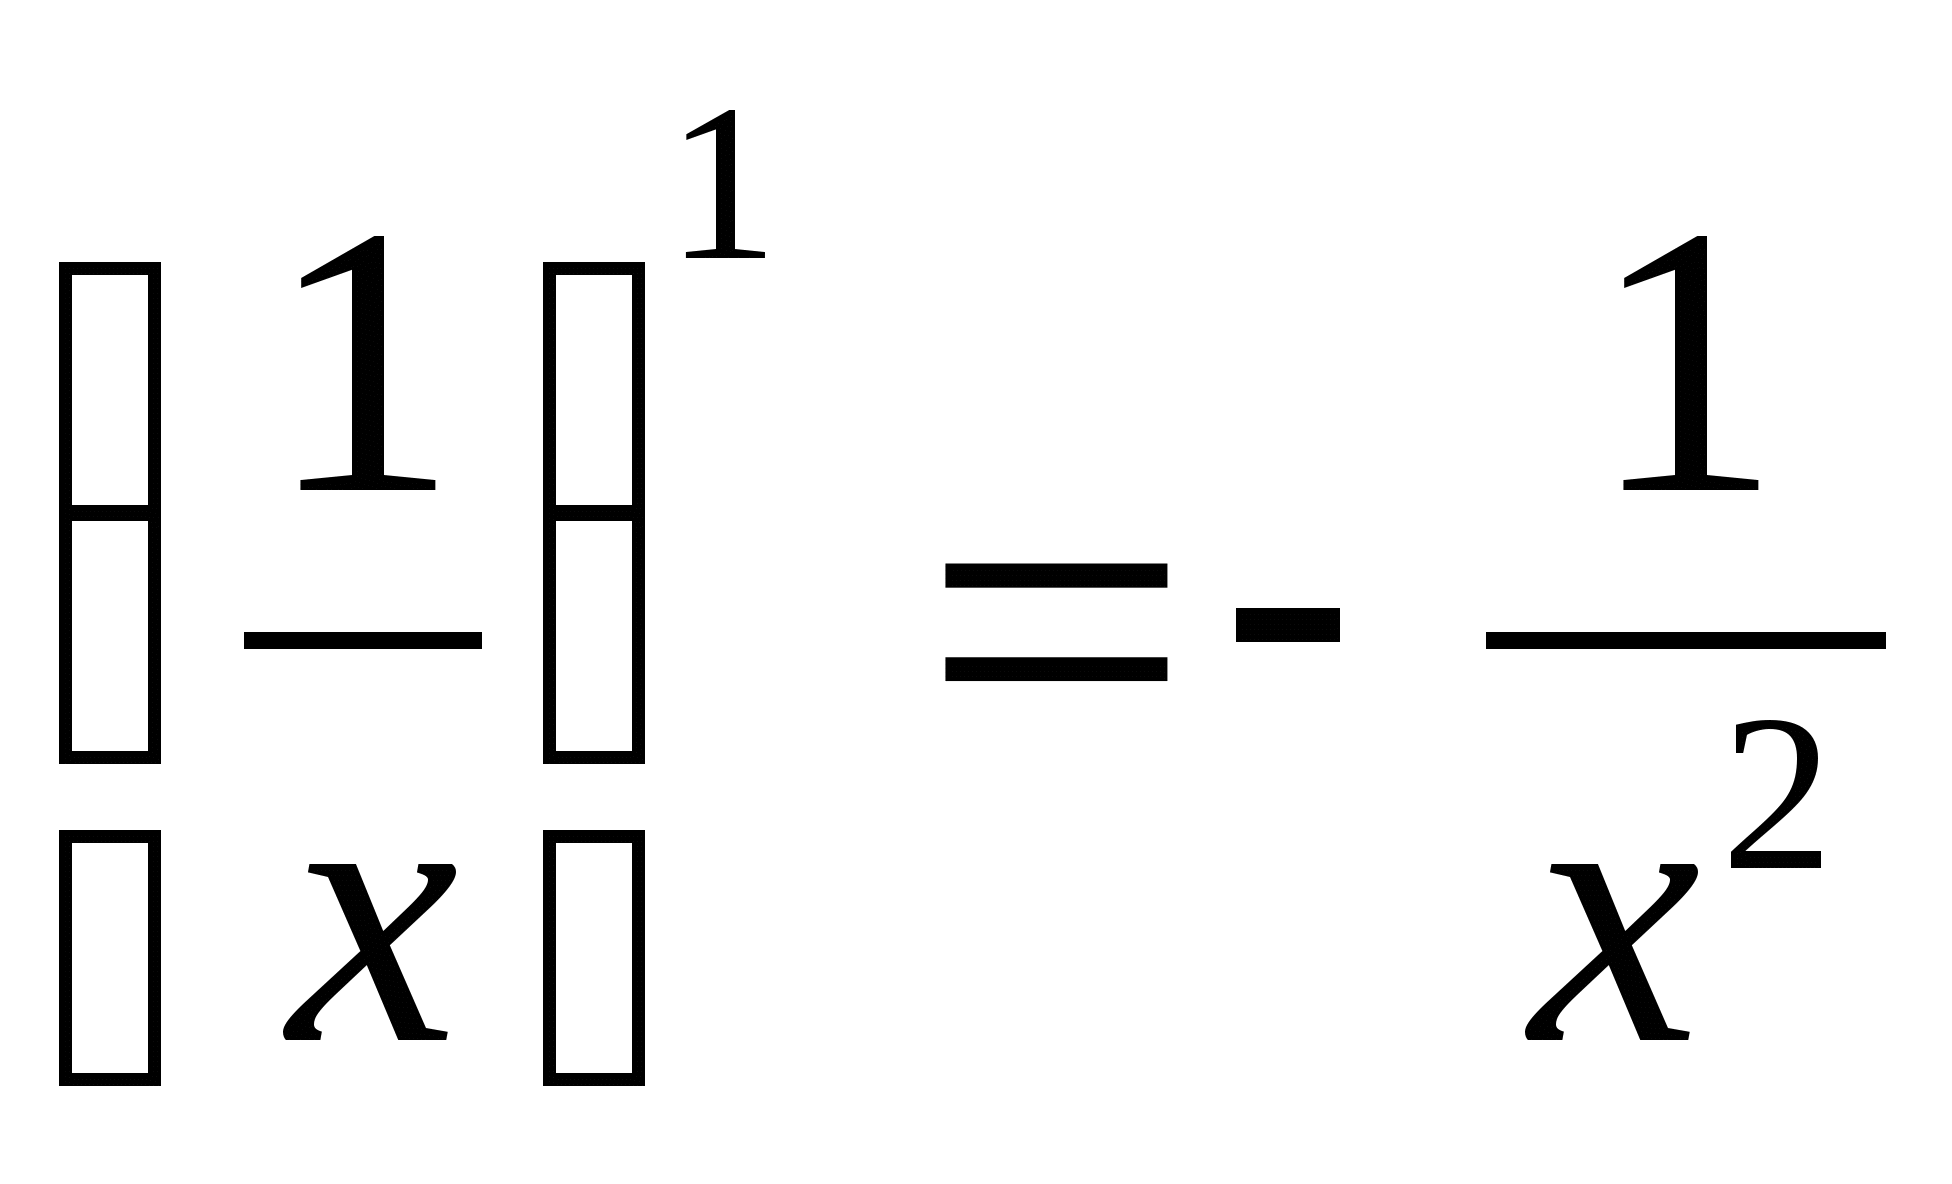 (1/x)^1 = - 1/x^2